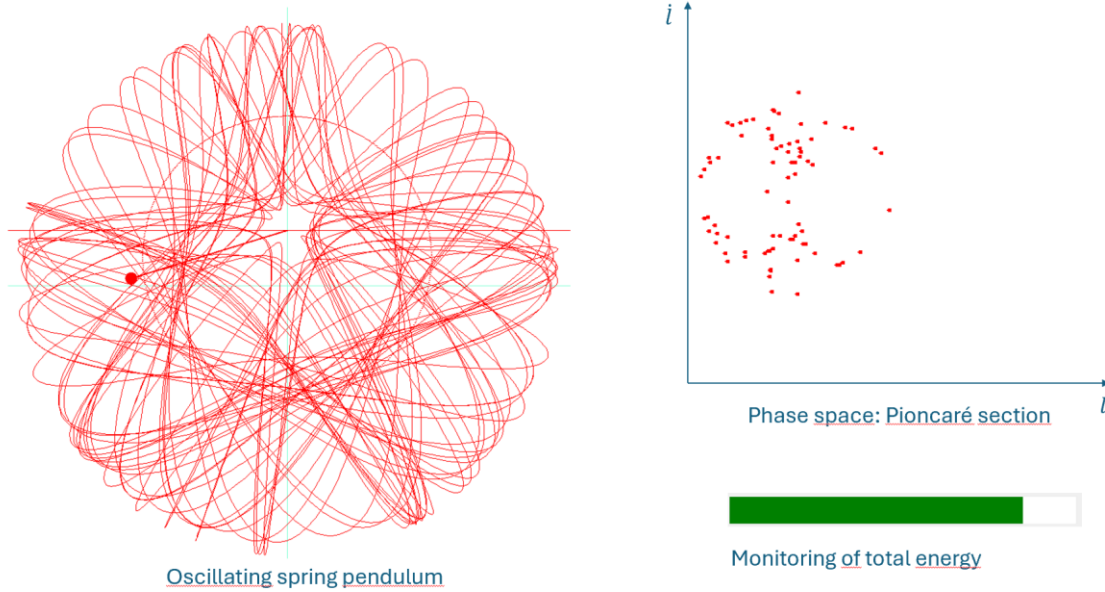 l̇
l
Phase space: Pioncaré section
Monitoring of total energy
Oscillating spring pendulum